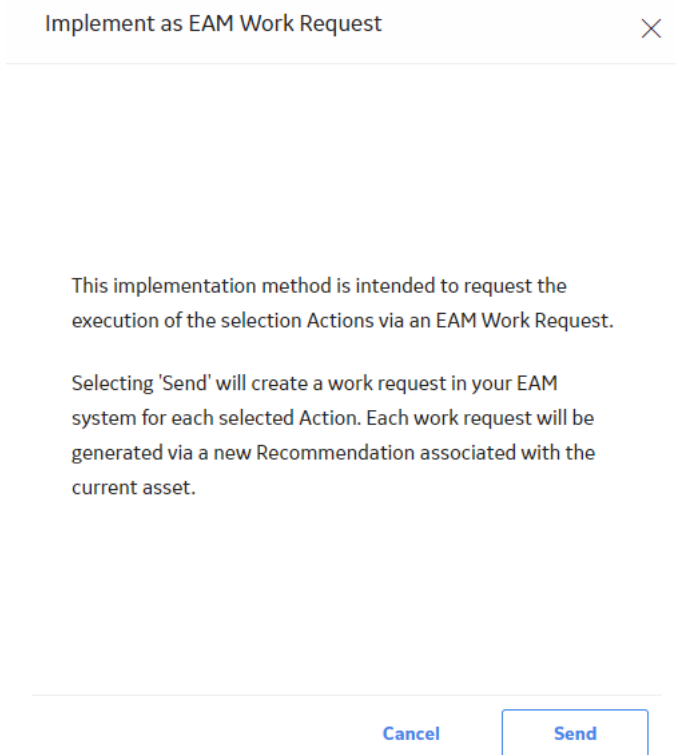 Implement as EAM Work Request
This implementation method is intended to request the
execution of the selection Actions via an EAM Work Request.
Selecting 'Send' will create a work request in your EAM
system for each selected Action. Each work request will be
generated via a new Recommendation associated with the
current asset.
Cancel
Send